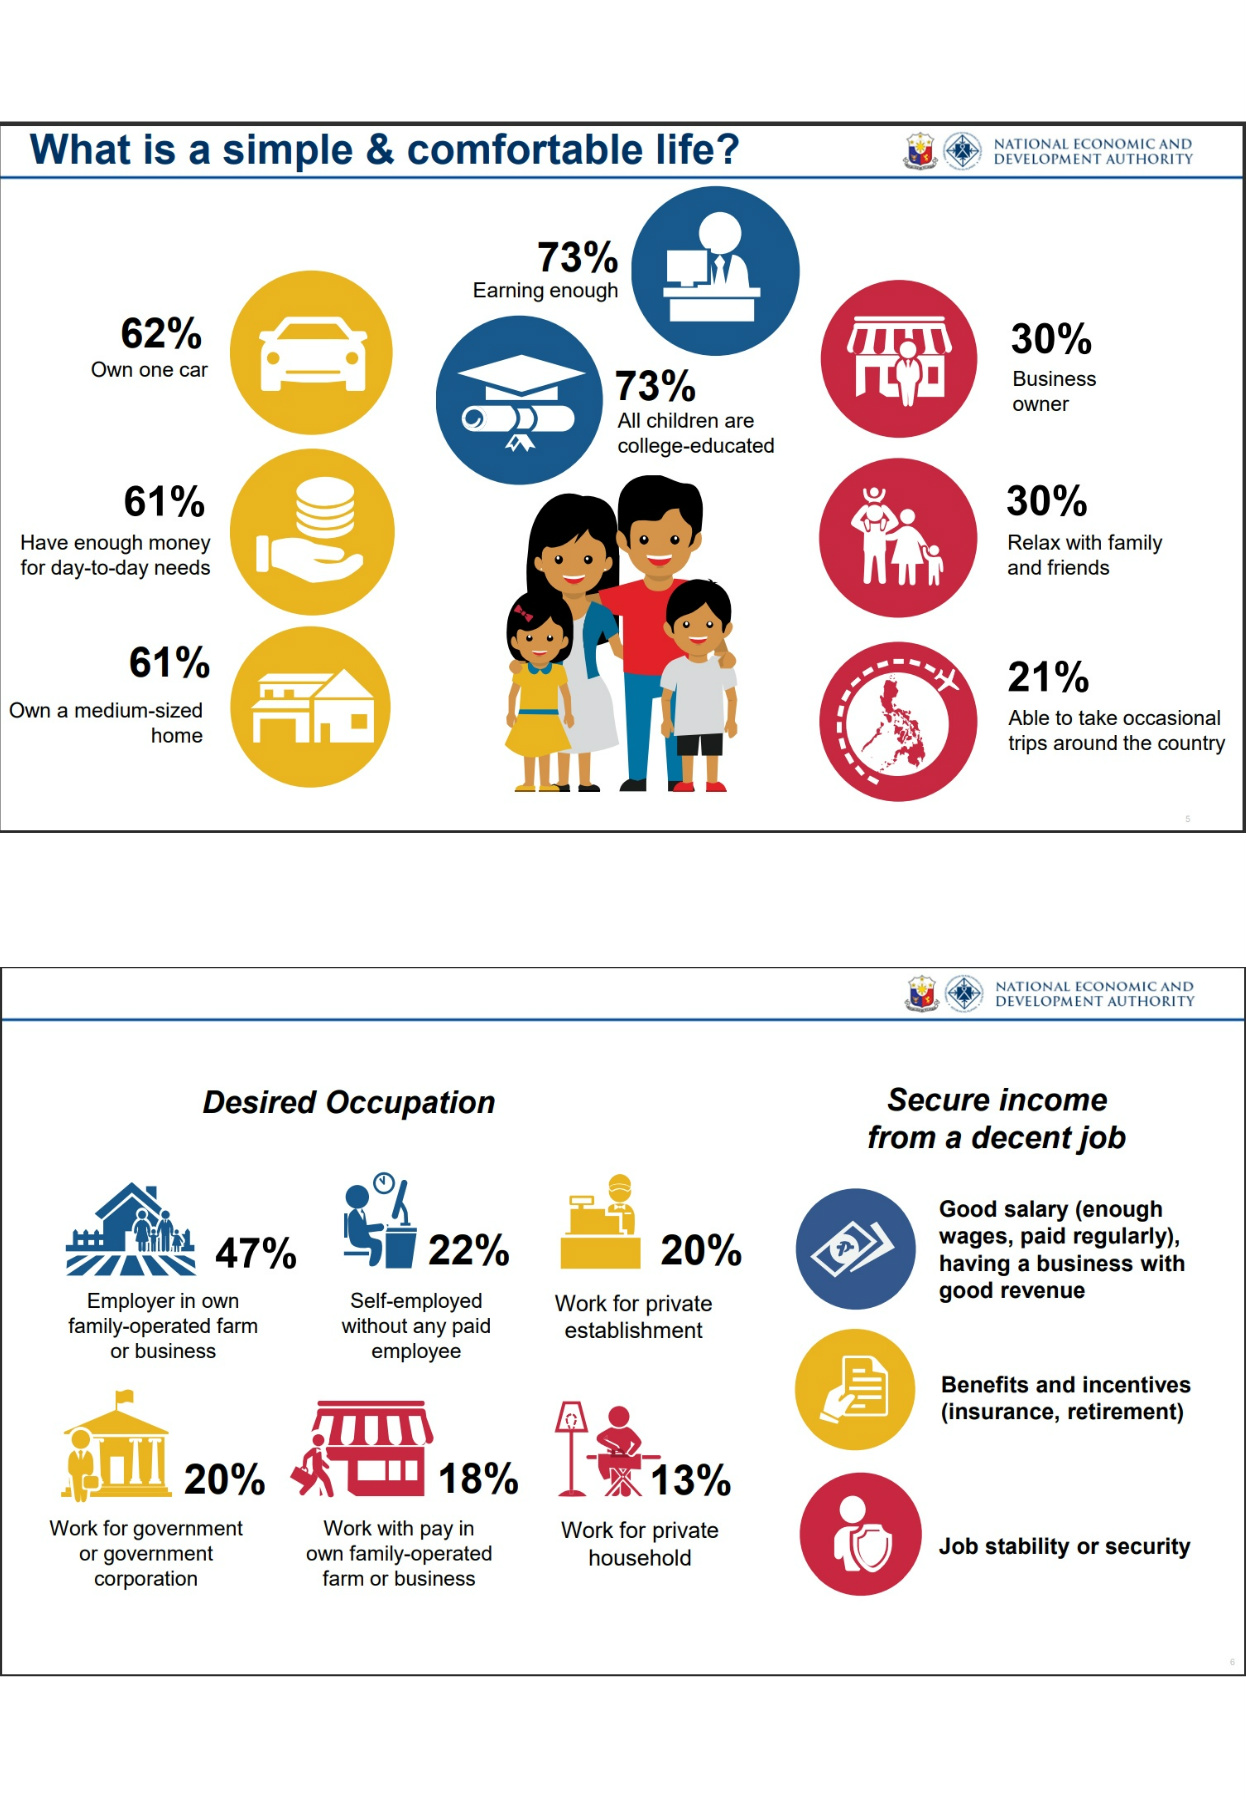 What is a simple & comfortable life?
NATIONAL ECONOMIC AND
DEVELOPMENT AUTHORITY
73%
Earning enough
62%
Own one car
73%
All children are
college-educated
30%
Business
owner
61%
Have enough money
for day-to-day needs
30%
Relax with family
and friends
61%
Own a medium-sized
home
21%
Able to take occasional
trips around the country
5
NATIONAL ECONOMIC AND
DEVELOPMENT AUTHORITY
Desired Occupation
47%
Employer in own
family-operated farm
or business
22%
Self-employed
without any paid
employee
20%
Work for private
establishment
20%
Work for government
or government
corporation
18%
Work with pay in
own family-operated
farm or business
13%
Work for private
household
Secure income
from a decent job
Good salary (enough
wages, paid regularly),
having a business with
good revenue
Benefits and incentives
(insurance, retirement)
Job stability or security
6